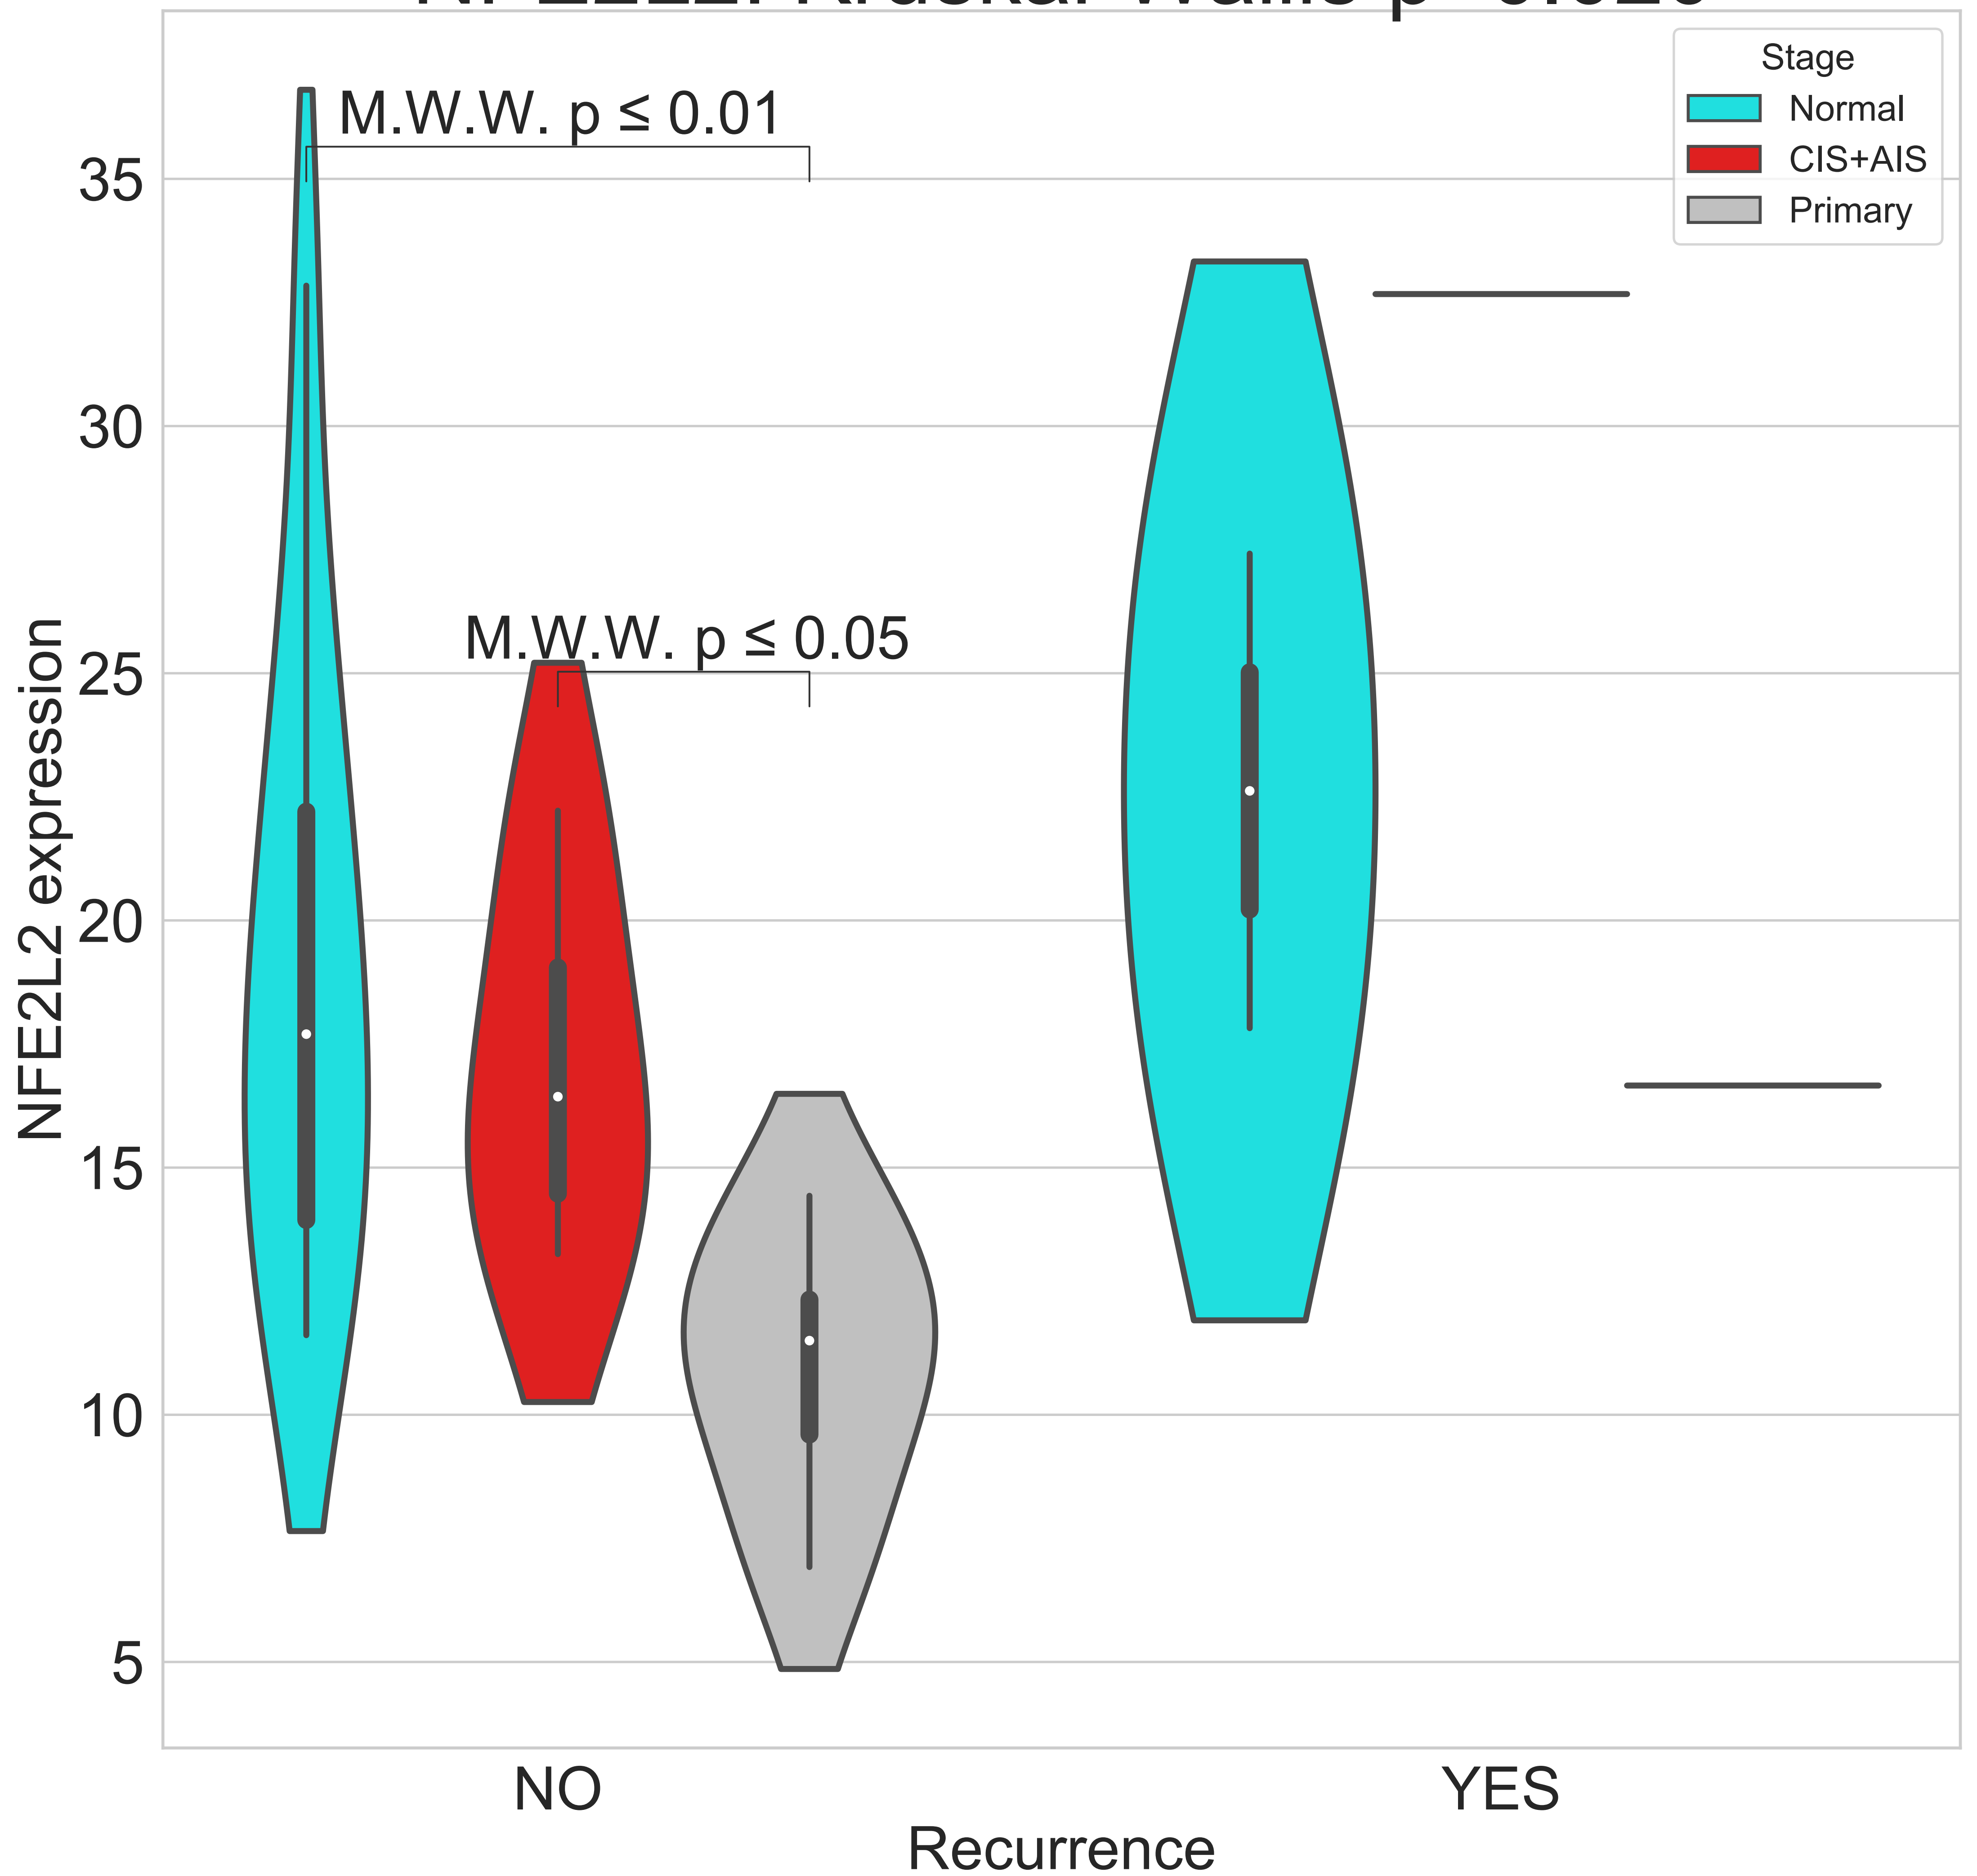 Stage
Normal
CIS+AIS
Primary
M.W.W. p ≤ 0.01
M.W.W. p ≤ 0.05
NFE2L2 expression
35
30
25
20
15
10
5
NO
YES
Recurrence